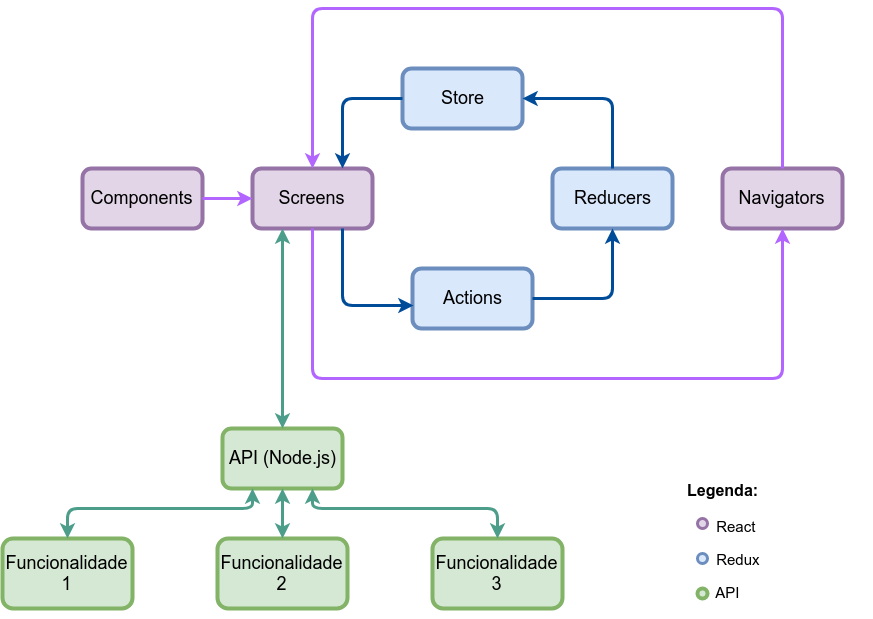 Store
Components
Screens
Reducers
Navigators
Actions
API (Node.js)
Funcionalidade
1
Funcionalidade
2
Funcionalidade
3
Legenda:
React
Redux
API